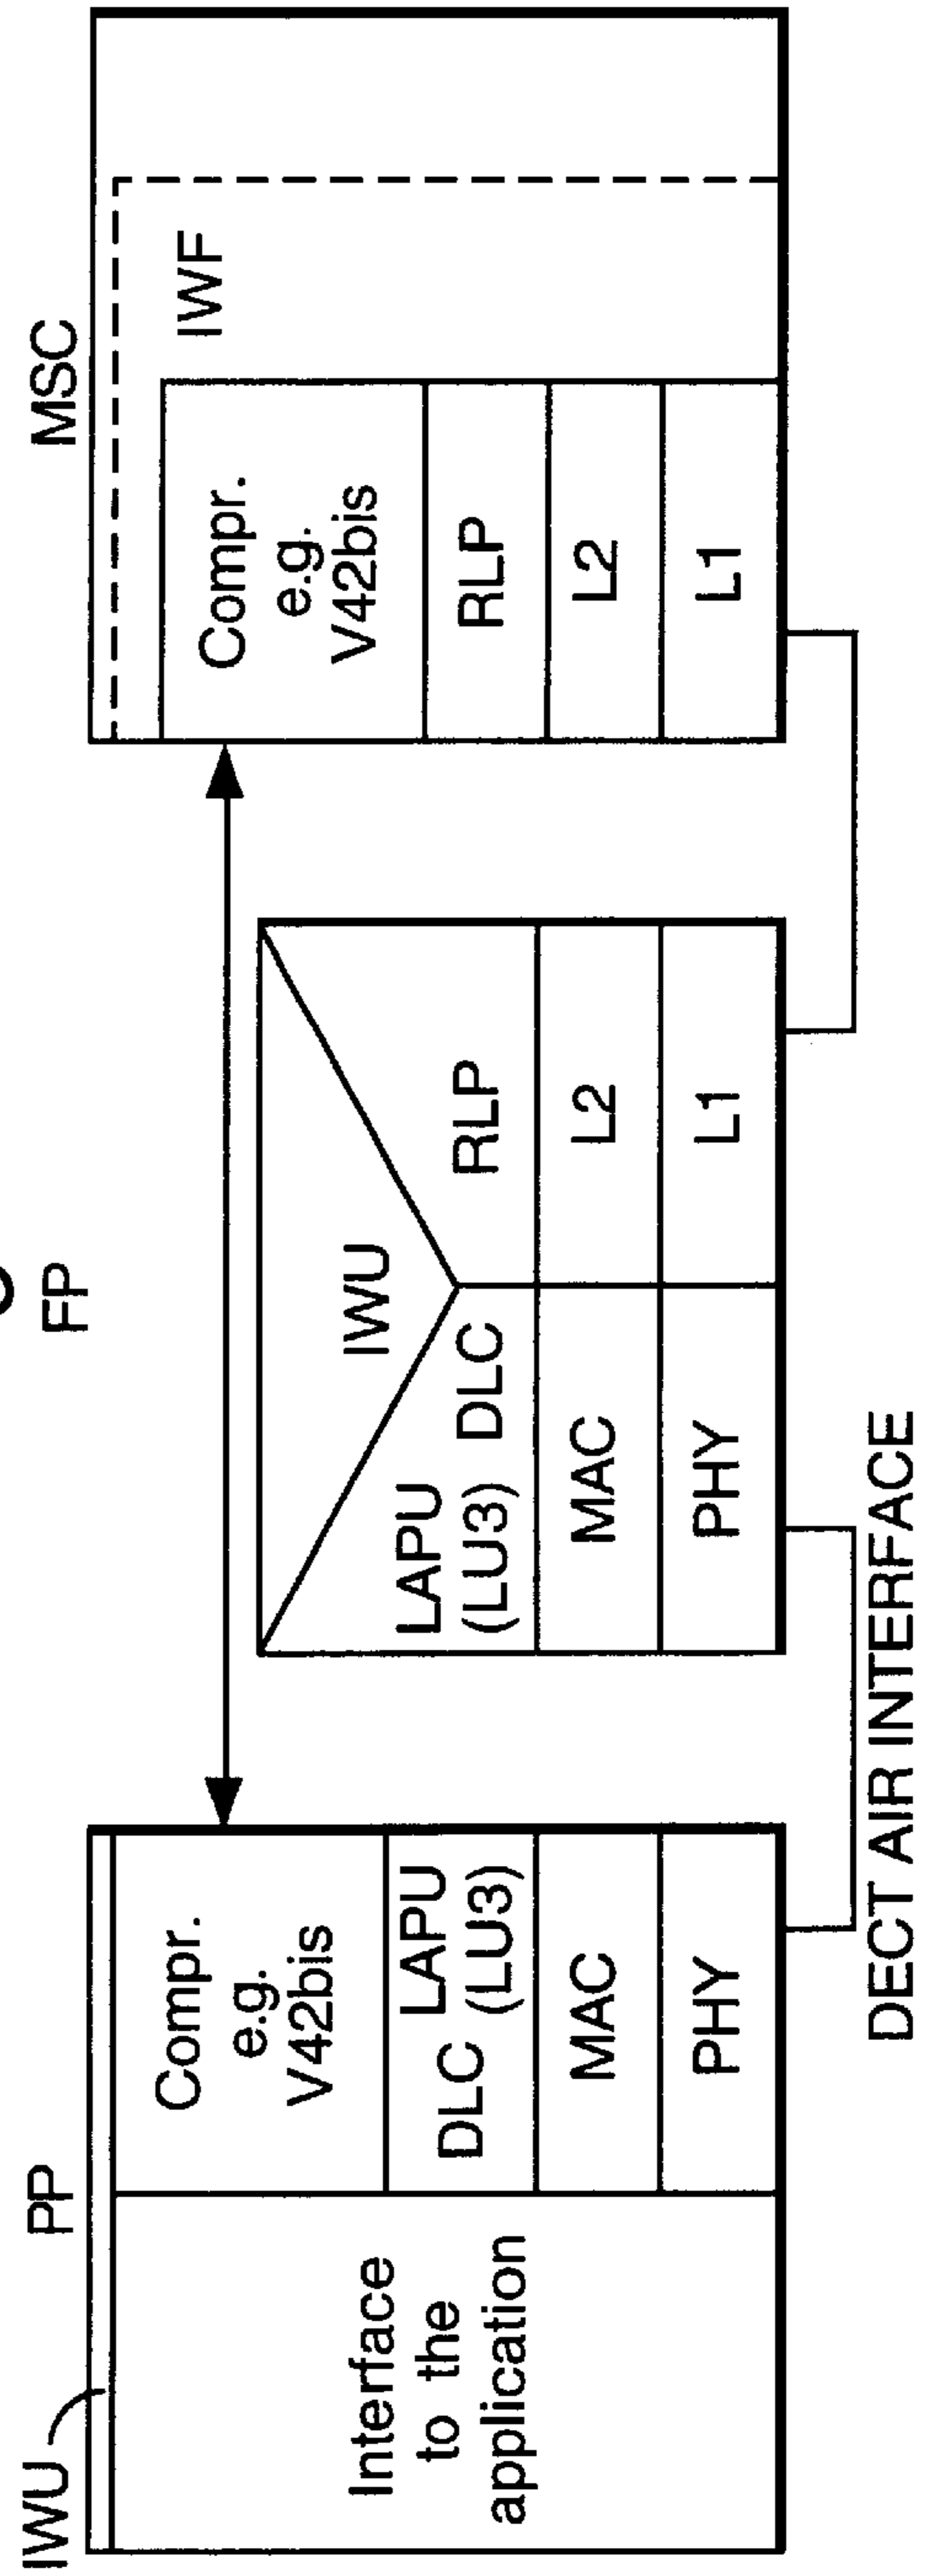 IWU
PP
Interface
to the
application
Compr.
e.g.
V42bis
DLC
LAPU
(LU3)
MAC
PHY
FP
IWU
LAPU
(LU3)
DLC
RLP
MAC
L2
PHY
L1
MSC
IWF
Compr.
e.g.
V42bis
RLP
L2
L1
DECT AIR INTERFACE